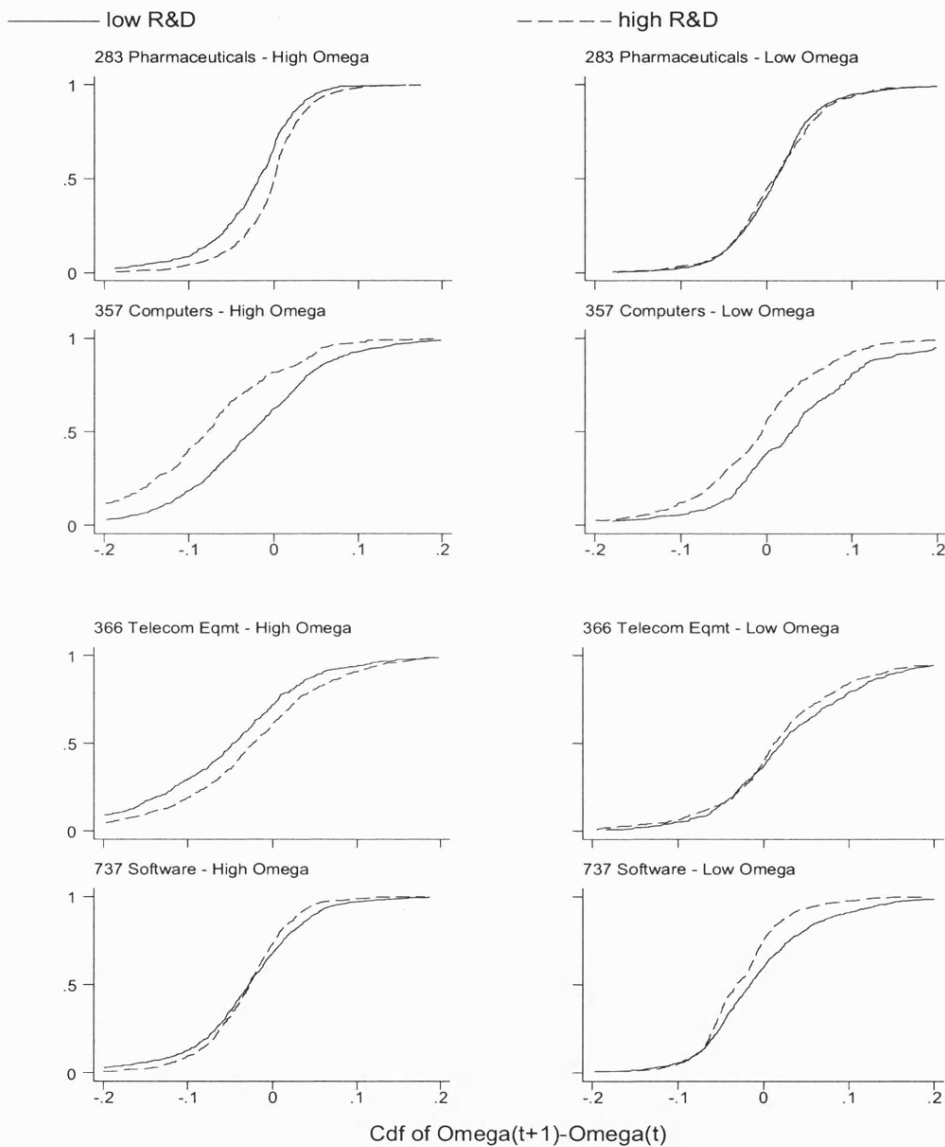 low R&D high R&D
283 Pharmaceuticals - High Omega 283 Pharmaceuticals - Low Omega
1
.5
0
357 Computers - High Omega 357 Computers - Low Omega
1
.5
0
-.2 -.1 0 .1 .2 -.2 -.1 0 .1 .2
366 Telecom Eqmt - High Omega 366 Telecom Eqmt - Low Omega
1
.5
0
737 Software - High Omega 737 Software - Low Omega
1
.5
0
-.2 -.1 0 .1 .2 -.2 -.1 0 .1 .2
Cdf of Omega(t+1)-Omega(t)